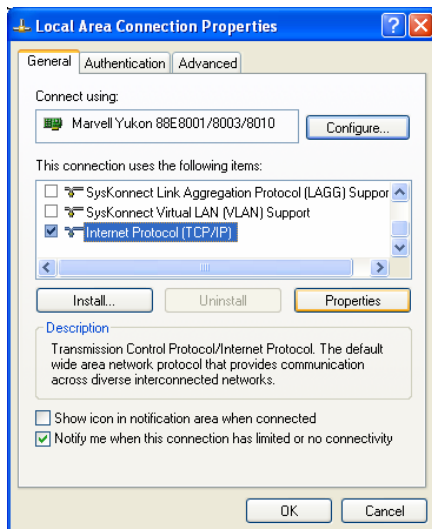 Local Area Connection Properties
General
Authentication
Advanced
Connect using:
Marvell Yukon 88E8001/8003/8010
Configure...
This connection uses the following items:
SysKonnect Link Aggregation Protocol (LAGG) Suppor
SysKonnect Virtual LAN (VLAN) Support
Internet Protocol (TCP/IP)
Install...
Uninstall
Properties
Description
Transmission Control Protocol/Internet Protocol. The default
wide area network protocol that provides communication
across diverse interconnected networks.
Show icon in notification area when connected
Notify me when this connection has limited or no connectivity
OK
Cancel